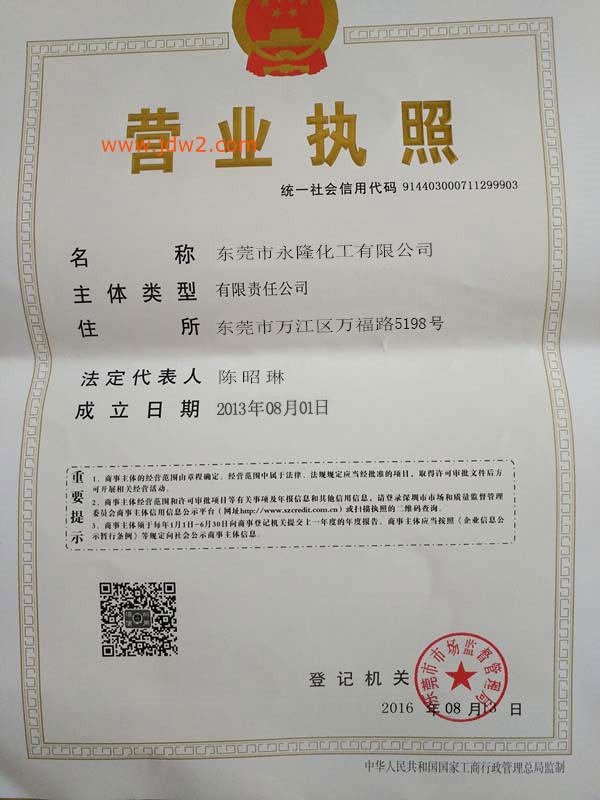 营业执照
www.jdw2.com
统一社会信用代码 914403000711299903
名称 东莞市永隆化工有限公司
主体类型 有限责任公司
住所 东莞市万江区万福路5198号
法定代表人 陈昭琳
成立日期 2013年08月01日
重要提示
1．商事主体的经营范围由章程确定。经营范围中属于法律、法规规定应当经批准的项目，取得许可审批文件后方
可开展相关经营活动。
2．商事主体经营范围和许可审批项目等有关事项及年报信息和其他信用信息，请登录深圳市市场和质量监督管理
委员会商事主体信用信息公示平台（网址http://www.szcredit.com.cn）或扫描执照的二维码查询。
3．商事主体须于每年1月1日-6月30日向商事登记机关提交上一年度的年度报告。商事主体应当按照《企业信息公
示暂行条例》等规定向社会公示商事主体信息。
登记机关
东莞市市场监督管理局
2016 年 08 月 13 日
中华人民共和国国家工商行政管理总局监制